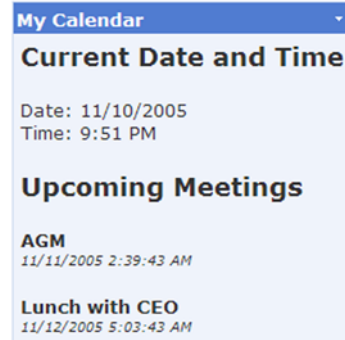 My Calendar
Current Date and Time
Date: 11/10/2005
Time: 9:51 PM
Upcoming Meetings
AGM
11/11/2005 2:39:43 AM
Lunch with CEO
11/12/2005 5:03:43 AM